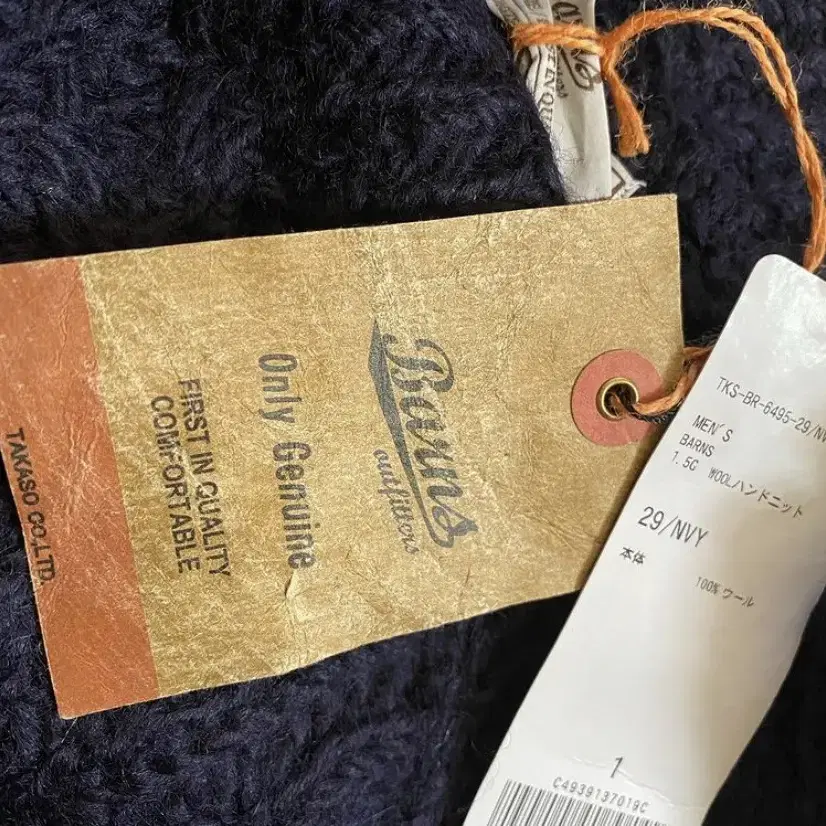 Barns
outfitters
Only Genuine
FIRST IN QUALITY
COMFORTABLE
TAKASO CO.,LTD.
TKS-BR-6495-29/NV
MEN'S
BARNS
1.5G WOOLハンドニット
29/NVY
本体
100% ウール
1
C4939137019C